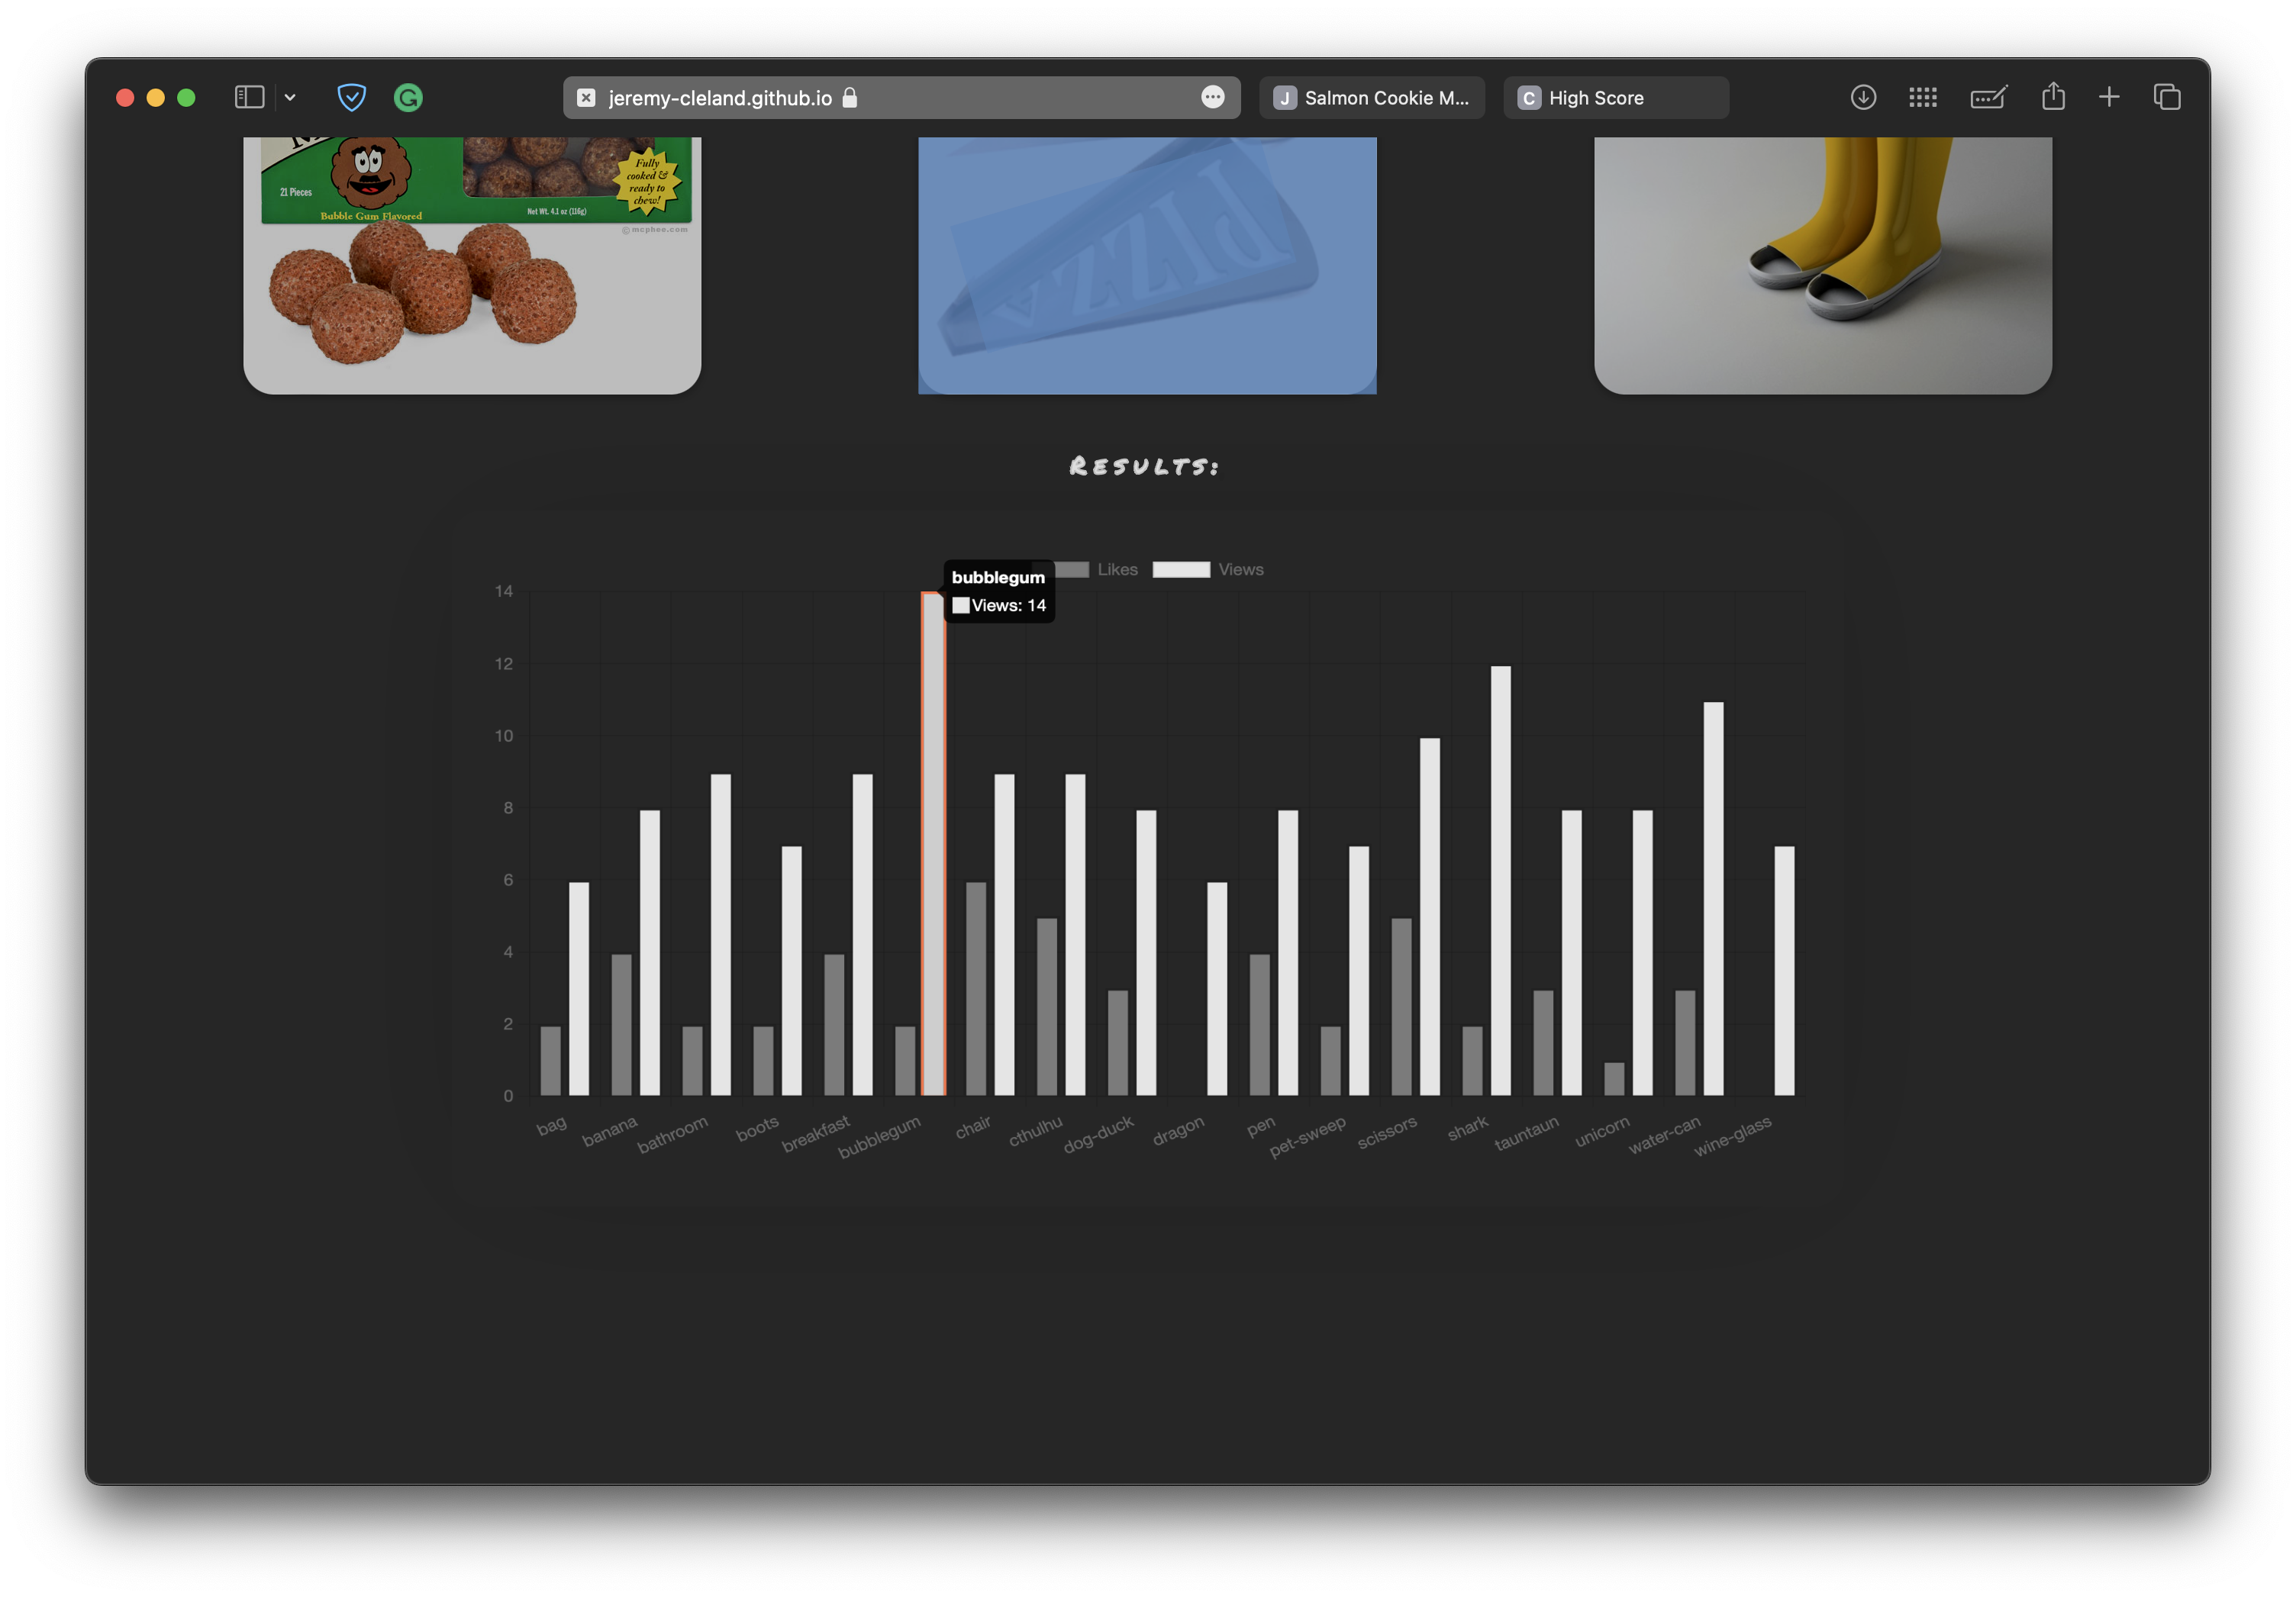 jeremy-cleland.github.io
J Salmon Cookie M...
C High Score
21 Pieces
Bubble Gum Flavored
Net Wt. 4.1 oz (116g)
Fully
cooked &
ready to
chew!
©mcphee.com
PIZZA
Results:
Likes Views
bubblegum
Views: 14
14
12
10
8
6
4
2
0
bag banana bathroom boots breakfast bubblegum chair cthulhu dog-duck dragon pen pet-sweep scissors shark tauntaun unicorn water-can wine-glass